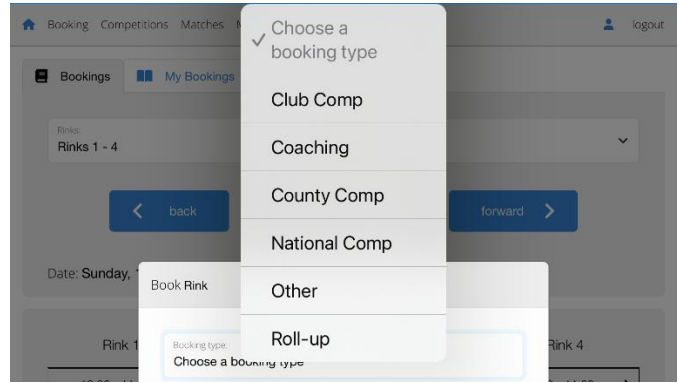 Booking Competitions Matches
logout
Choose a
booking type
Club Comp
Coaching
County Comp
National Comp
Other
Roll-up
Bookings
My Bookings
Rinks:
Rinks 1 - 4
back
forward
Date: Sunday,
Book Rink
Booking type:
Choose a booking type
Rink 1
Rink 4